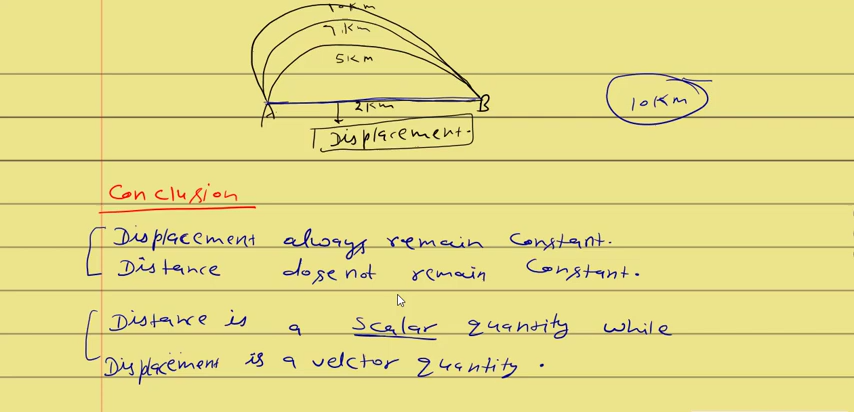 10Km
7Km
5Km
A
2Km
B
10Km
Displacement.
Conclusion
Displacement always remain Constant.
Distance dose not remain Constant.
Distance is a Scalar quantity while
Displacement is a velctor quantity.